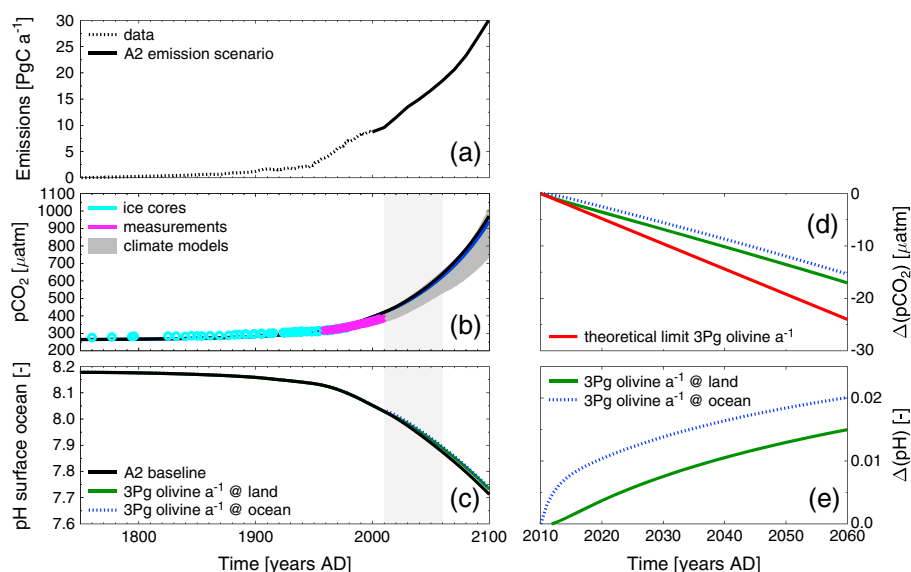 Emissions [PgC a⁻¹]
30
25
20
15
10
5
0
data
A2 emission scenario
(a)
pCO₂ [µatm]
1100
1000
900
800
700
600
500
400
300
200
ice cores
measurements
climate models
(b)
pH surface ocean [-]
8.2
8.1
8.0
7.9
7.8
7.7
7.6
A2 baseline
3Pg olivine a⁻¹ @ land
3Pg olivine a⁻¹ @ ocean
(c)
1800 1900 2000 2100
Time [years AD]
(d)
theoretical limit 3Pg olivine a⁻¹
0
-10
-20
-30
Δ(pCO₂) [µatm]
3Pg olivine a⁻¹ @ land
3Pg olivine a⁻¹ @ ocean
(e)
0.02
0.01
0.0
Δ(pH) [-]
2010 2020 2030 2040 2050 2060
Time [years AD]